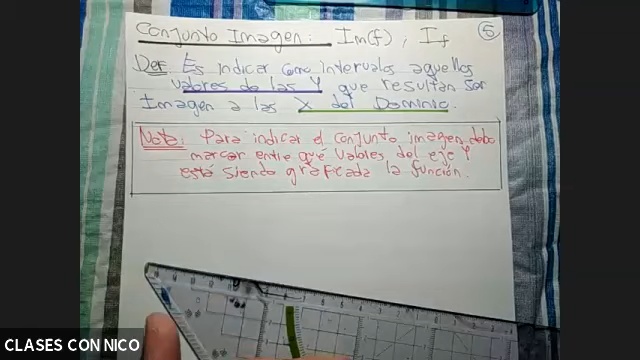 Conjunto Imagen: Im(f), If
5
Def Es indicar como intervalos aquellos
valores de las Y que resultan ser
Imagen a las X del Dominio.
Nota: Para indicar el conjunto imagen debo
marcar entre qué valores del eje Y
está siendo graficada la función.
CLASES CON NICO